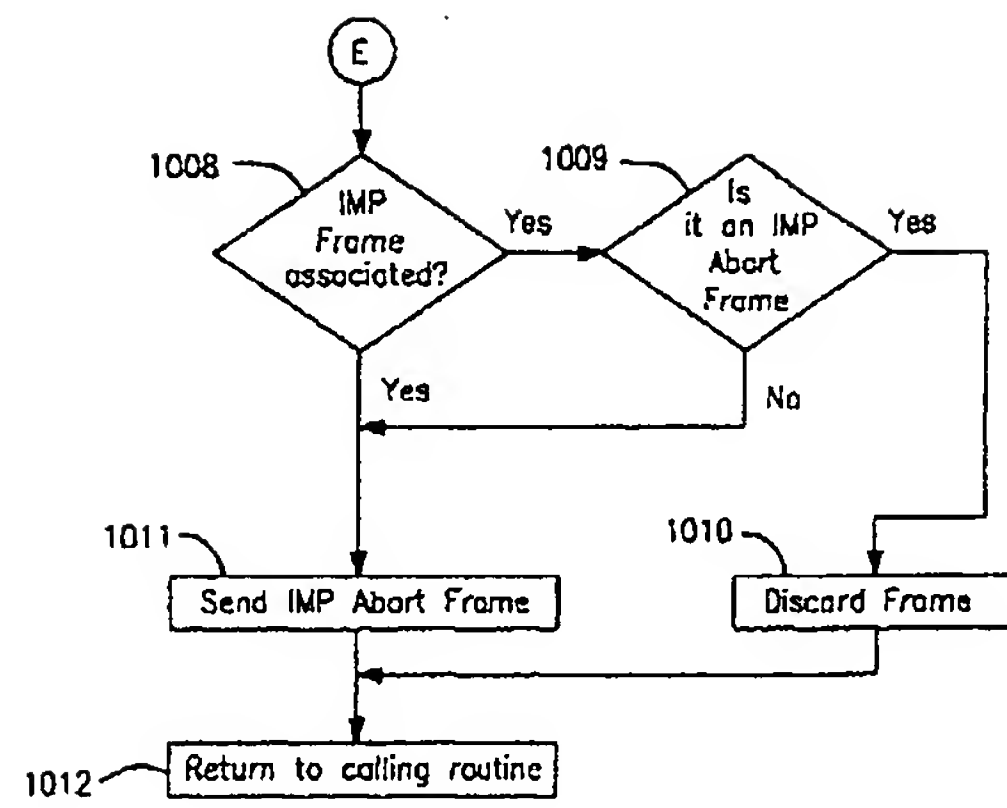 E
1008
IMP
Frame
associated?
Yes
1009
Is
it an IMP
Abort
Frame
Yes
Yes
No
1011
Send IMP Abort Frame
1010
Discard Frame
1012
Return to calling routine